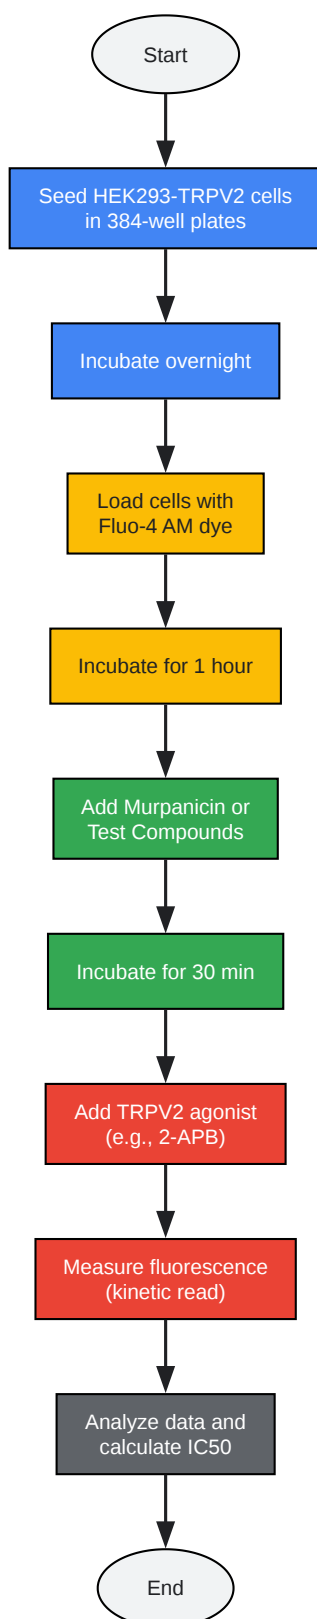 Start
Seed HEK293-TRPV2 cells
in 384-well plates
Incubate overnight
Load cells with
Fluo-4 AM dye
Incubate for 1 hour
Add Murpanicin or
Test Compounds
Incubate for 30 min
Add TRPV2 agonist
(e.g., 2-APB)
Measure fluorescence
(kinetic read)
Analyze data and
calculate IC50
End